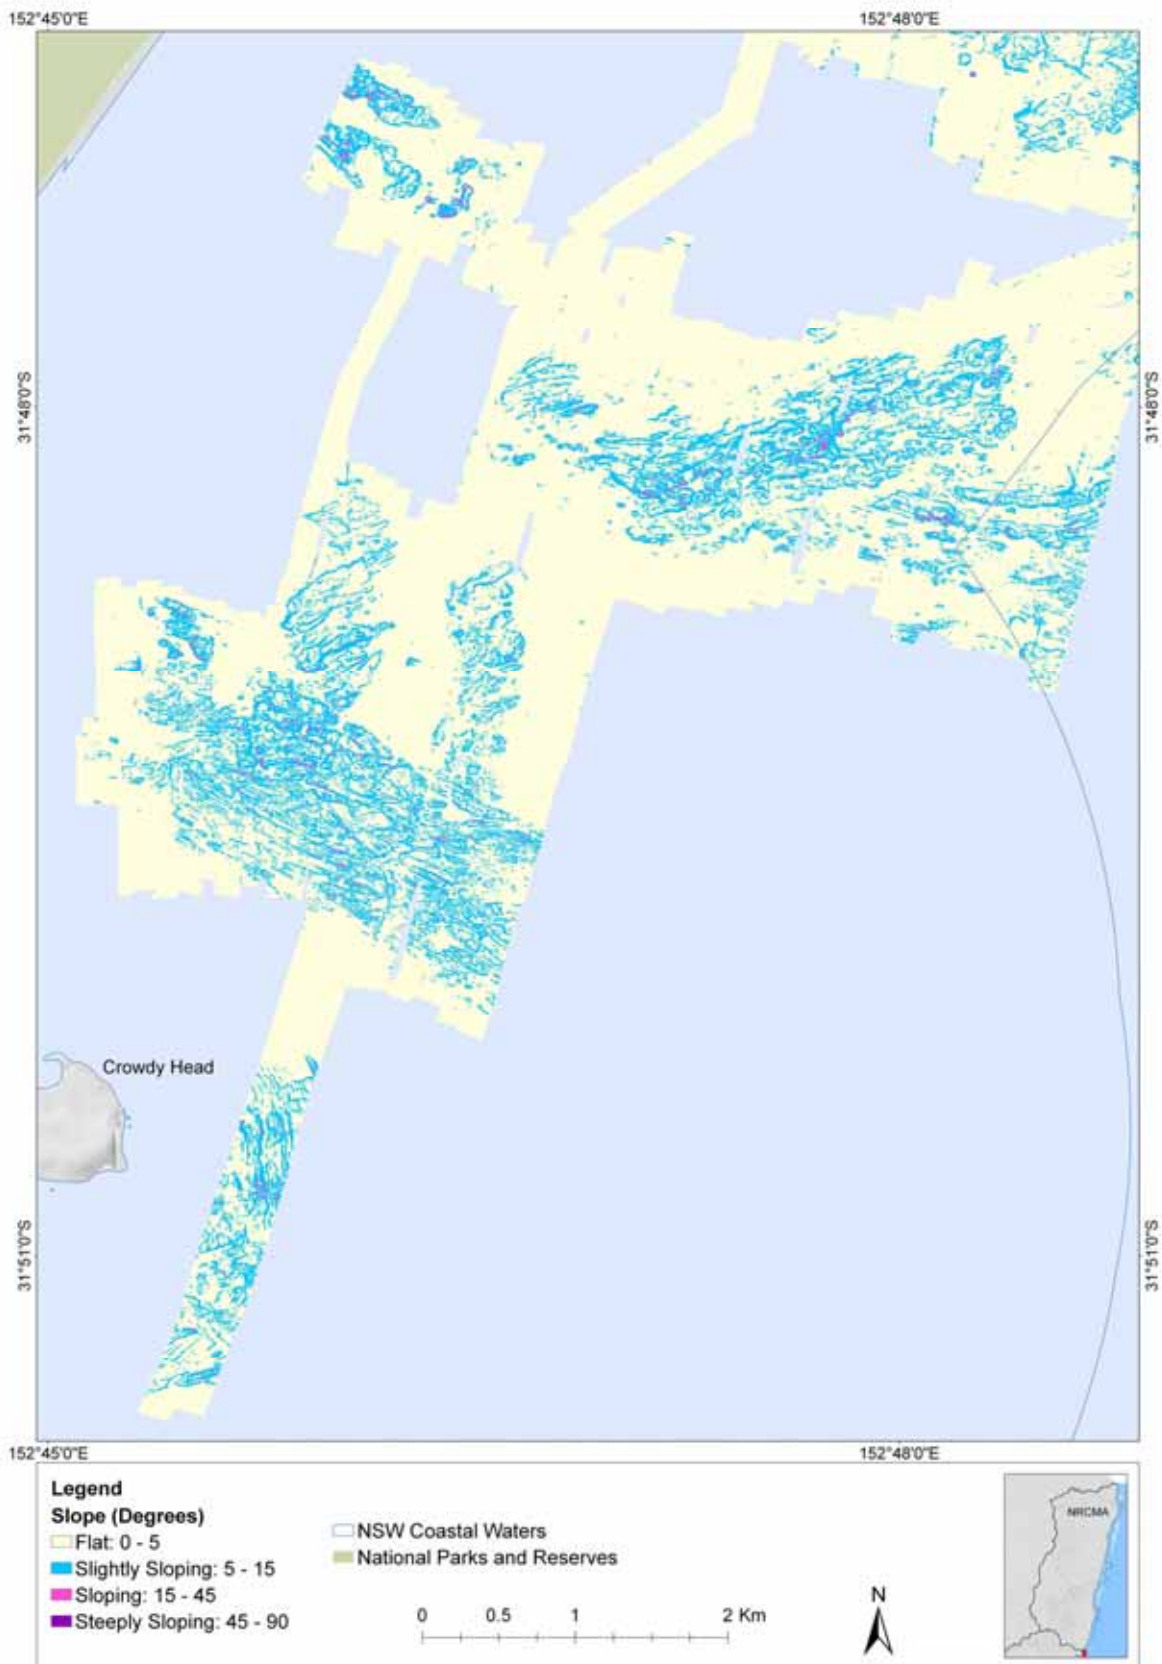 152°45'0"E
152°48'0"E
31°48'0"S
31°48'0"S
Crowdy Head
31°51'0"S
31°51'0"S
152°45'0"E
152°48'0"E
Legend
Slope (Degrees)
Flat: 0 - 5
Slightly Sloping: 5 - 15
Sloping: 15 - 45
Steeply Sloping: 45 - 90
NSW Coastal Waters
National Parks and Reserves
0 0.5 1 2 Km
N
NRCMA